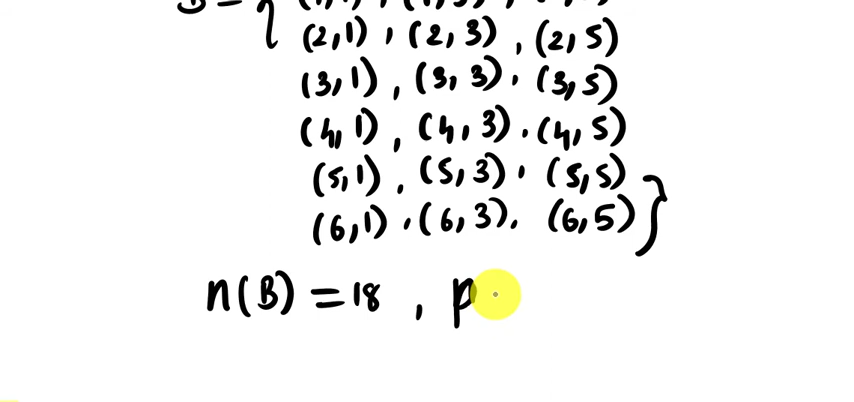 (2,1), (2,3), (2,5)
(3,1), (3,3), (3,5)
(4,1), (4,3), (4,5)
(5,1), (5,3), (5,5)
(6,1), (6,3), (6,5)}
n(B) = 18, P